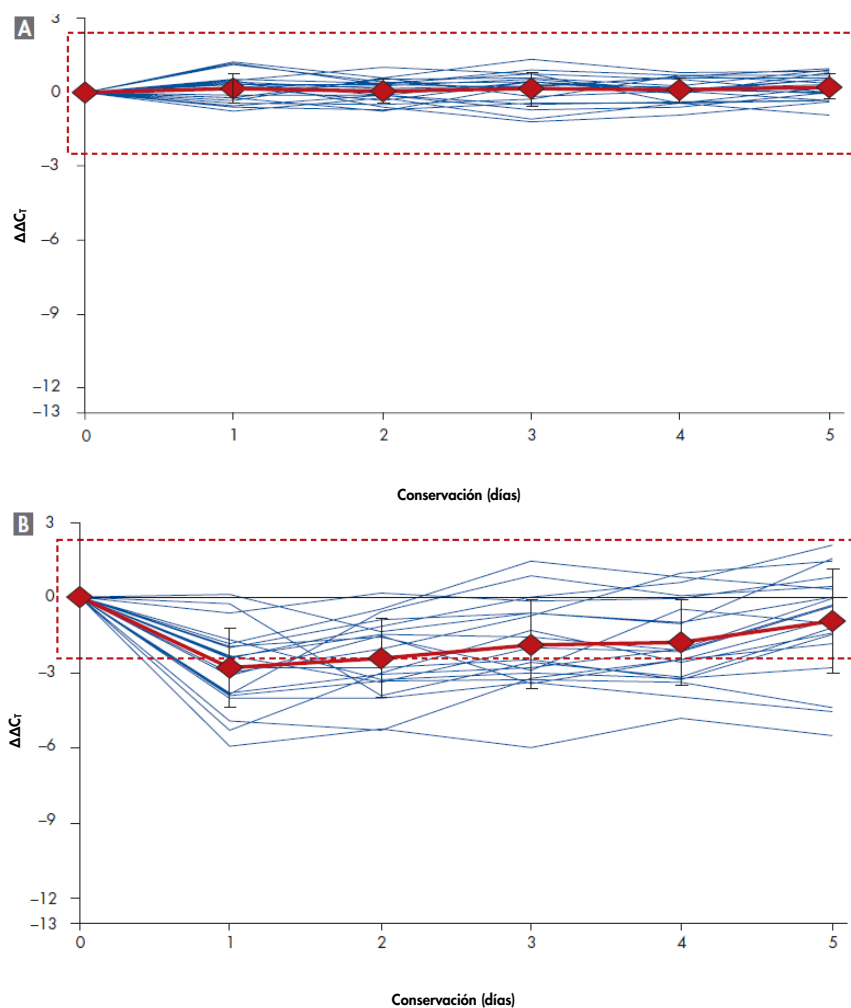 A
3
0
–3
–6
–9
–12
–13
ΔΔCT
0 1 2 3 4 5
Conservación (días)
B
3
0
–3
–6
–9
–12
–13
ΔΔCT
0 1 2 3 4 5
Conservación (días)